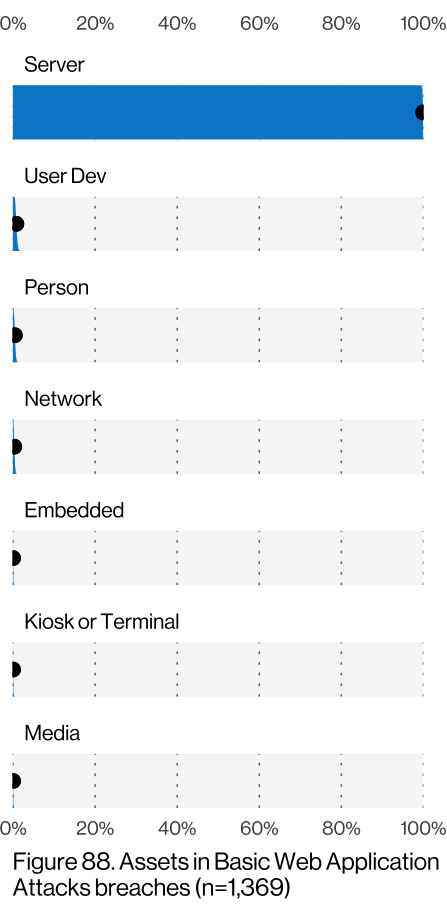 0% 20% 40% 60% 80% 100%
Server
User Dev
Person
Network
Embedded
Kiosk or Terminal
Media
0% 20% 40% 60% 80% 100%
Figure 88. Assets in Basic Web Application
Attacks breaches (n=1,369)